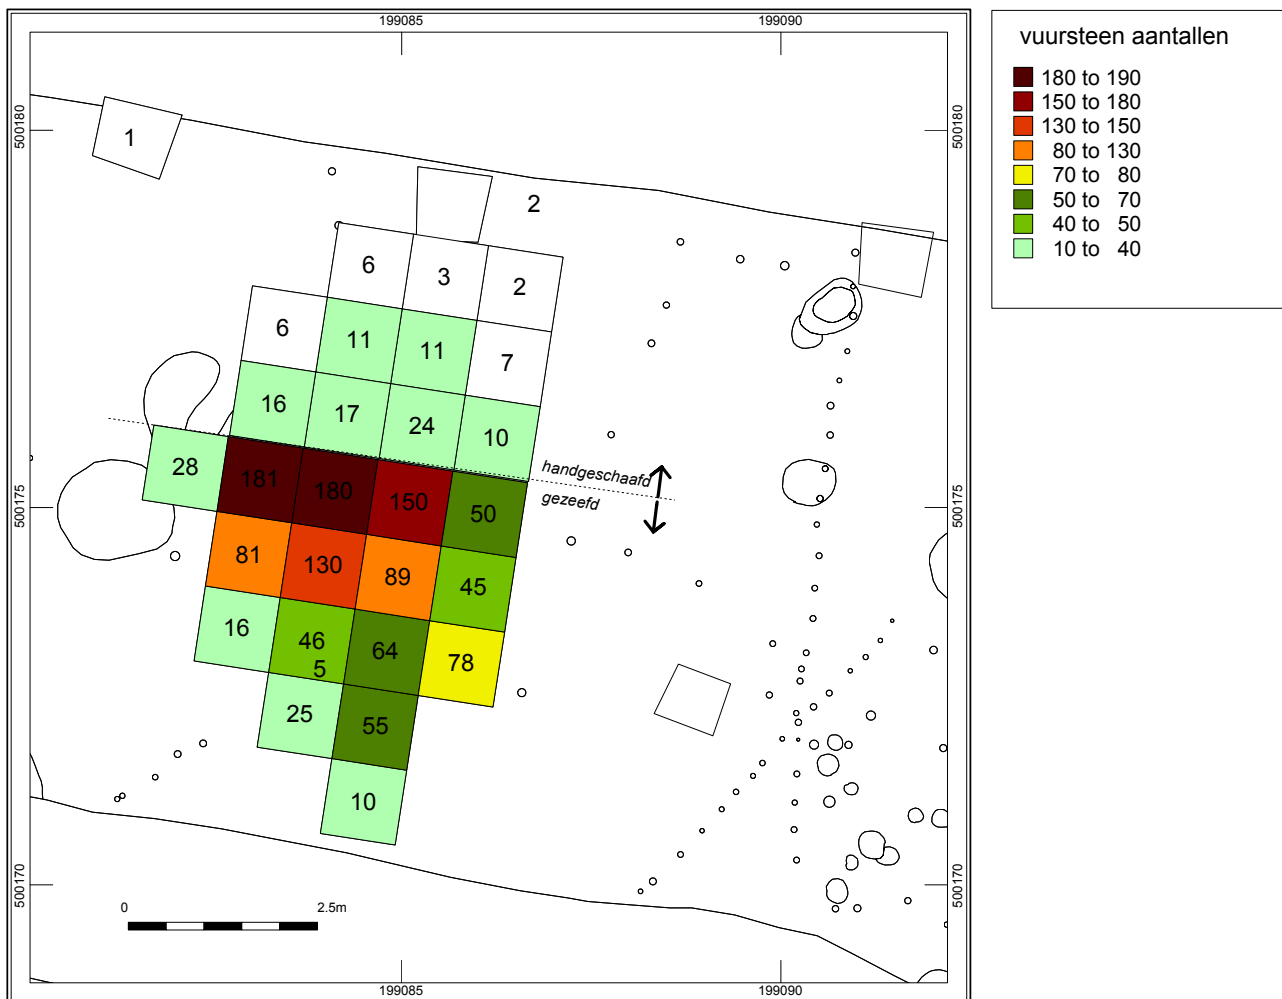 199085 199090
vuursteen aantallen
180 to 190
150 to 180
130 to 150
80 to 130
70 to 80
50 to 70
40 to 50
10 to 40
500180 500180
1
2
6 3 2
6 11 11 7
16 17 24 10
handgeschaafd
gezeefd
28 181 180 150 50
500175 500175
81 130 89 45
16 46 64 78
5
25 55
10
500170 500170
0 2.5m
199085 199090